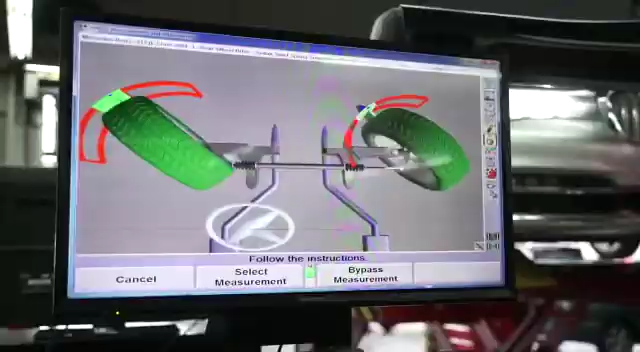 Follow the instructions.
Cancel
Select
Measurement
Bypass
Measurement